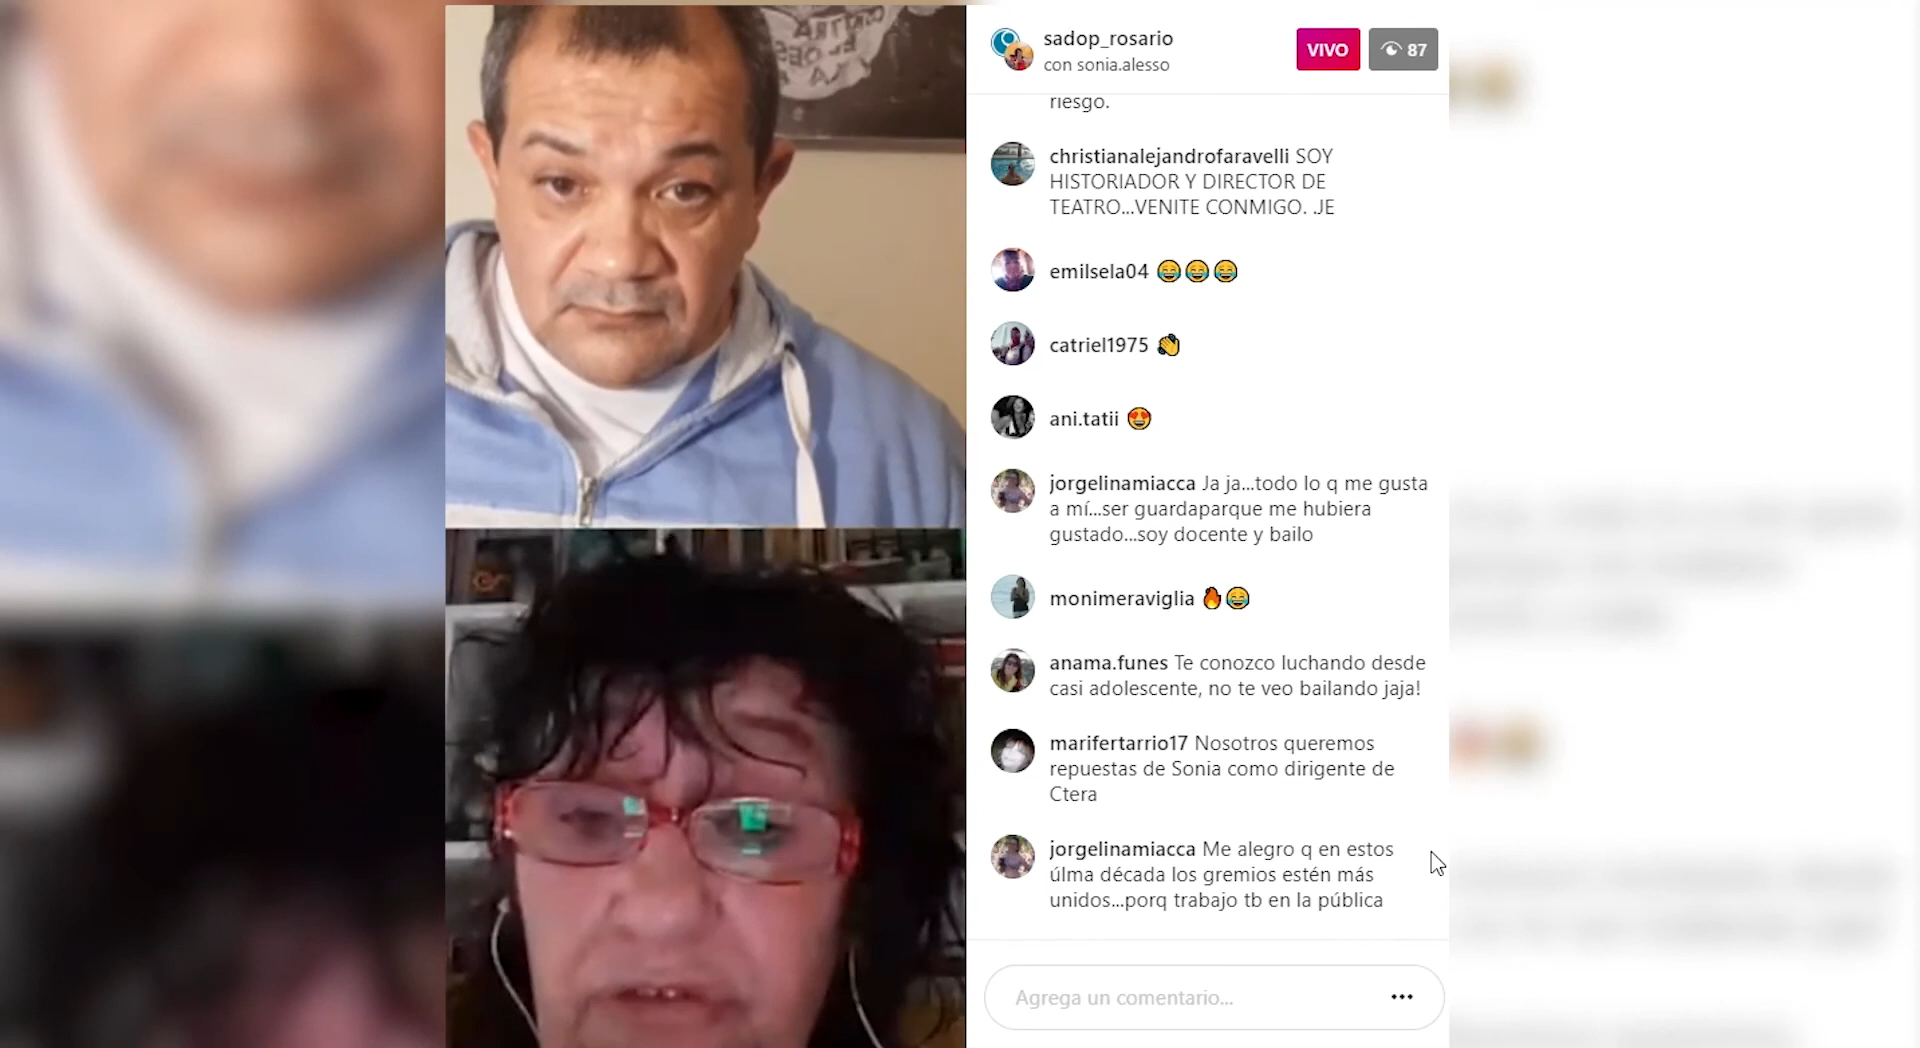 sadop_rosario
con sonia.alesso
VIVO
87
riesgo.
christianalejandrofaravelli SOY
HISTORIADOR Y DIRECTOR DE
TEATRO...VENITE CONMIGO. .JE
emilsela04 😂😂😂
catriel1975 👏
ani.tatii 😍
jorgelinamiacca Ja ja...todo lo q me gusta
a mí...ser guardaparque me hubiera
gustado...soy docente y bailo
monimeraviglia 🔥😂
anama.funes Te conozco luchando desde
casi adolescente, no te veo bailando jaja!
marifertarrio17 Nosotros queremos
repuestas de Sonia como dirigente de
Ctera
jorgelinamiacca Me alegro q en estos
úlma década los gremios estén más
unidos...porq trabajo tb en la pública
Agrega un comentario...